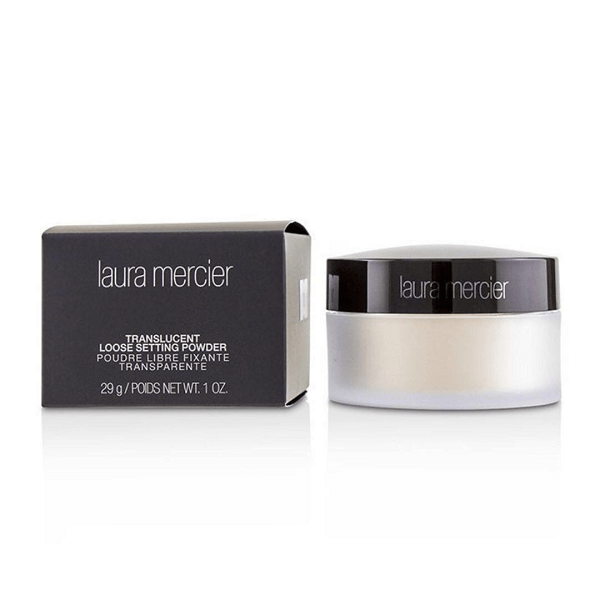 laura mercier
TRANSLUCENT
LOOSE SETTING POWDER
POUDRE LIBRE FIXANTE
TRANSPARENTE
29 g / POIDS NET WT. 1 OZ.
laura mercier